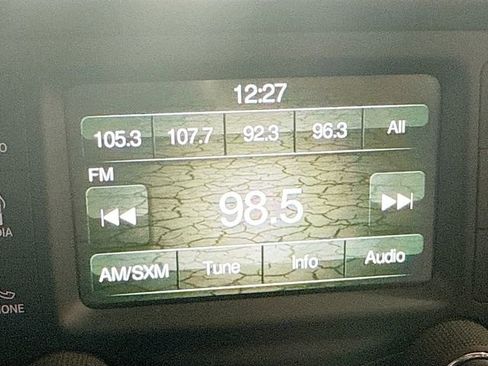 12:27
105.3 107.7 92.3 96.3 All
FM
98.5
AM/SXM Tune Info Audio